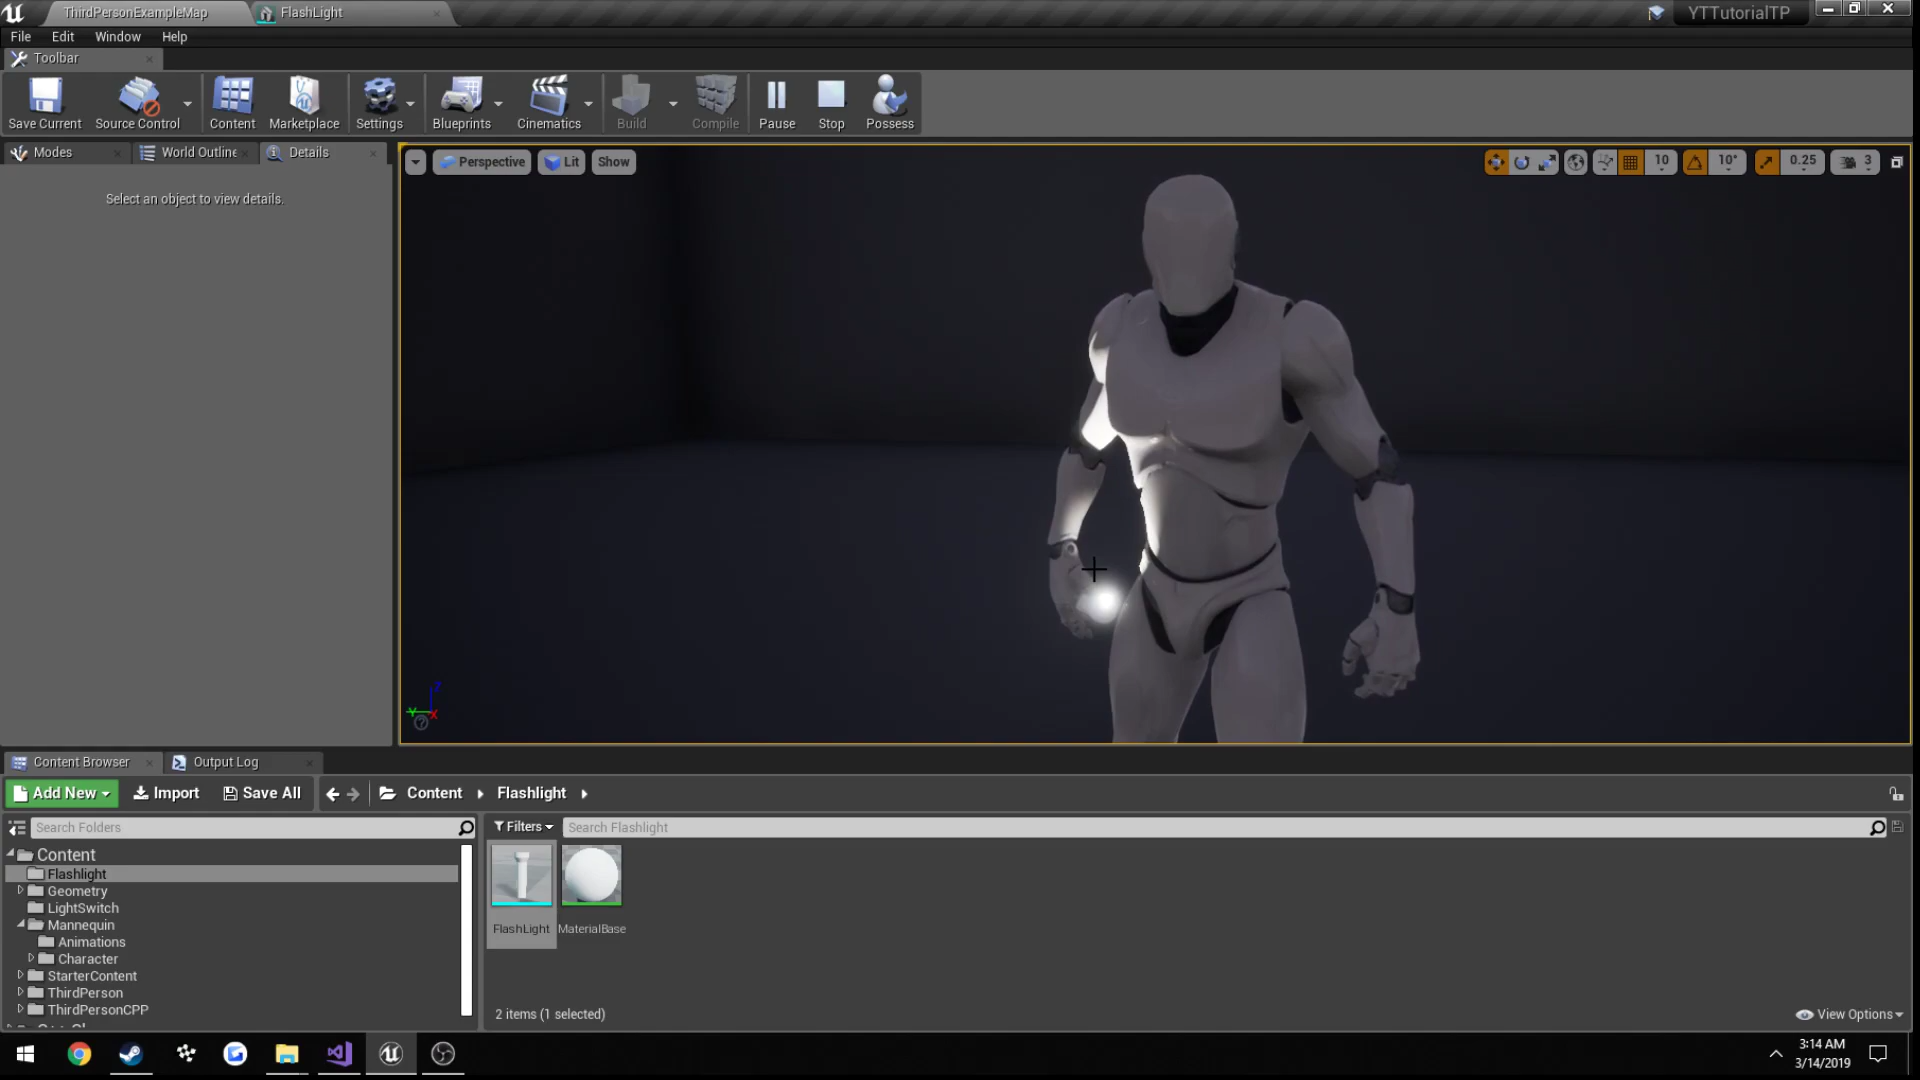 ThirdPersonExampleMap
FlashLight
YTTutorialTP
File Edit Window Help
Toolbar
Save Current
Source Control
Content
Marketplace
Settings
Blueprints
Cinematics
Build
Compile
Pause
Stop
Possess
Modes
World Outline
Details
Select an object to view details.
Perspective
Lit
Show
10
10°
0.25
3
Z
Y
X
Content Browser
Output Log
Add New
Import
Save All
Content
Flashlight
Search Folders
Filters
Search Flashlight
Content
Flashlight
Geometry
LightSwitch
Mannequin
Animations
Character
StarterContent
ThirdPerson
ThirdPersonCPP
FlashLight
MaterialBase
2 items (1 selected)
View Options
3:14 AM
3/14/2019